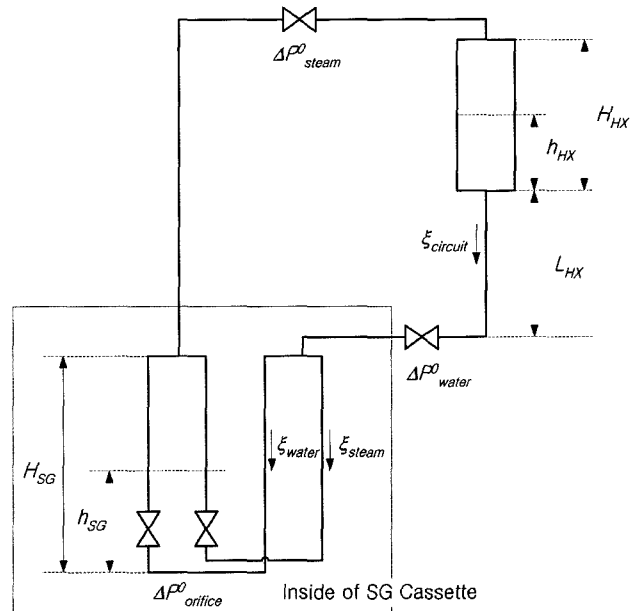 ΔP⁰steam
H_HX
h_HX
ξcircuit
L_HX
ΔP⁰water
H_SG
h_SG
ξwater
ξsteam
ΔP⁰orifice
Inside of SG Cassette